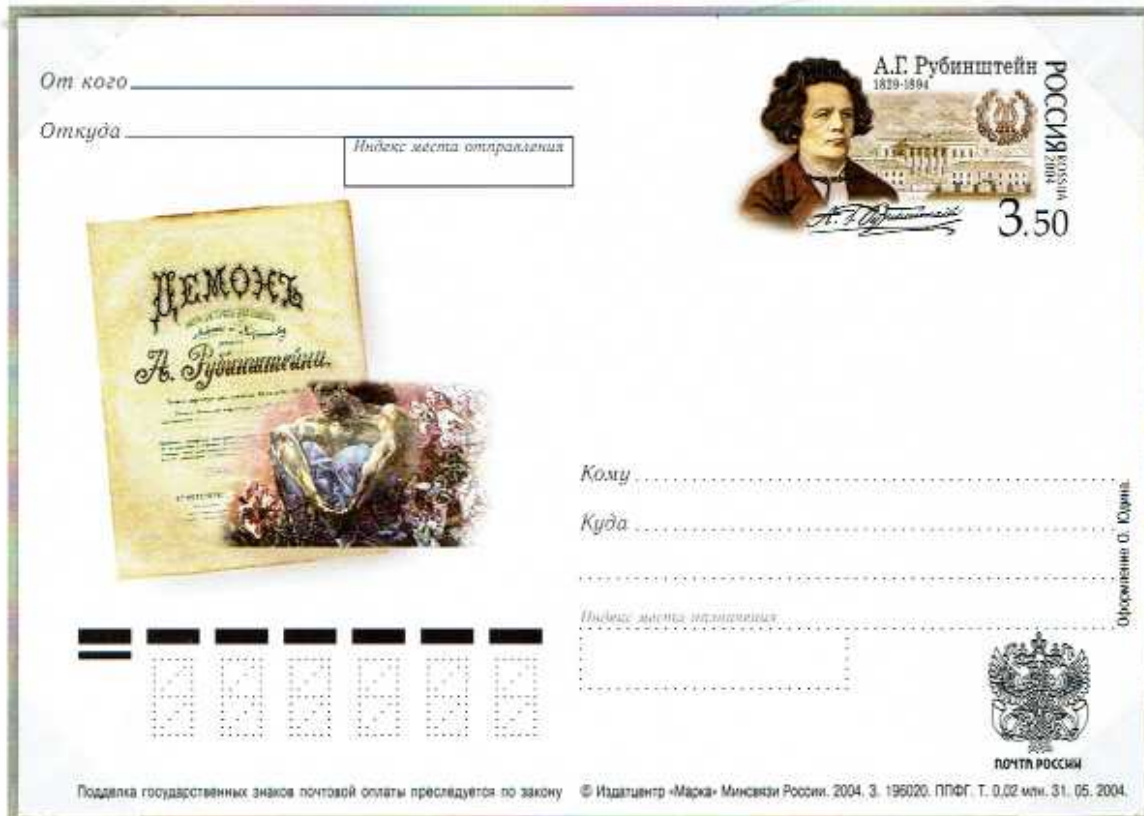 От кого
Откуда
Индекс места отправления
А.Г. Рубинштейн
1829-1894
РОССИЯ ROSSIJA
2004
3.50
ДЕМОНЪ
А. Рубинштейна.
Кому
Куда
Индекс места назначения
Оформление О. Юдина.
ПОЧТА РОССИИ
Подделка государственных знаков почтовой оплаты преследуется по закону
© Издатцентр «Марка» Минсвязи России. 2004. З. 196020. ППФГ. Т. 0,02 млн. 31. 05. 2004.